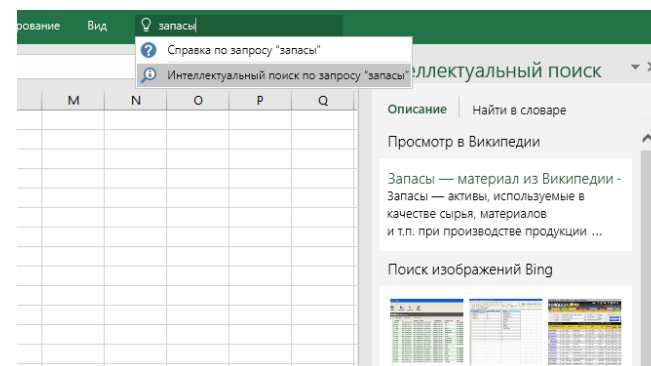 рование Вид запасы
Справка по запросу "запасы"
Интеллектуальный поиск по запросу "запасы"
еллектуальный поиск
M N O P Q
Описание Найти в словаре
Просмотр в Википедии
Запасы — материал из Википедии -
Запасы — активы, используемые в
качестве сырья, материалов
и т.п. при производстве продукции ...
Поиск изображений Bing